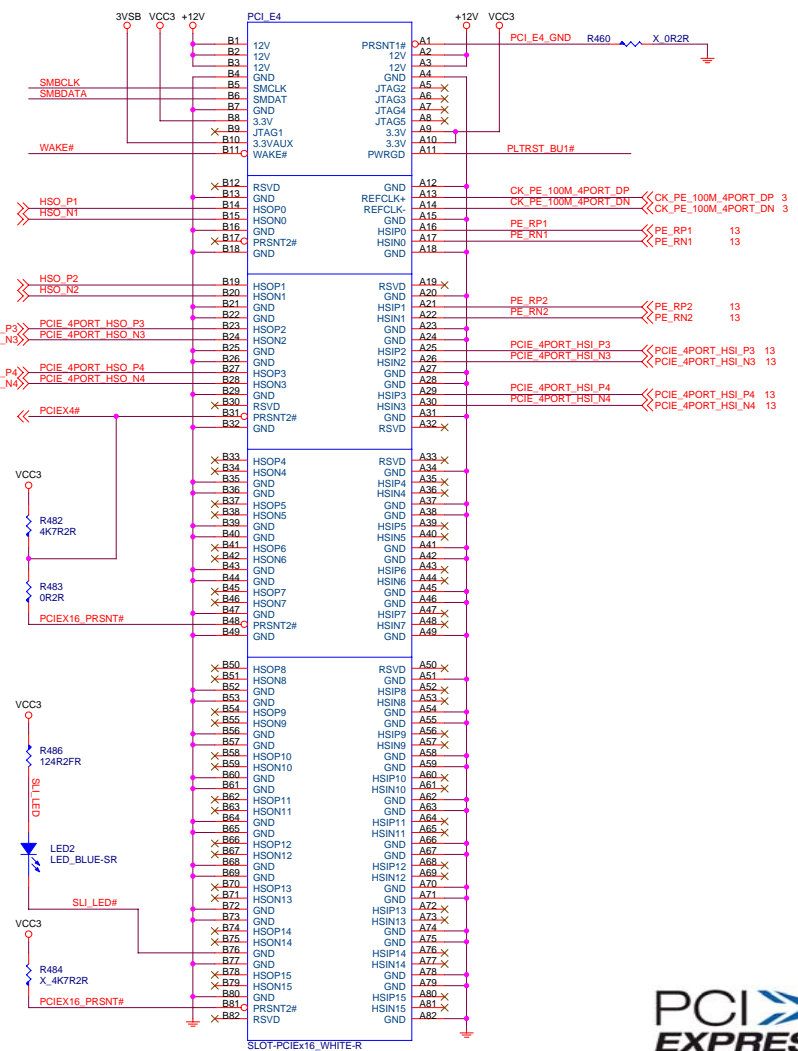 3VSB VCC3 +12V PCI_E4 +12V VCC3
B1 12V PRSNT1# A1 PCI_E4_GND R460 X_0R2R
B2 12V 12V A2
B3 12V 12V A3
B4 GND GND A4
SMBCLK B5 SMCLK JTAG2 A5
SMBDATA B6 SMDAT JTAG3 A6
B7 GND JTAG4 A7
B8 3.3V JTAG5 A8
B9 JTAG1 3.3V A9
B10 3.3VAUX 3.3V A10
WAKE# B11 WAKE# PWRGD A11 PLTRST_BU1#
B12 RSVD GND A12
B13 GND REFCLK+ A13 CK_PE_100M_4PORT_DP CK_PE_100M_4PORT_DP 3
HSO_P1 B14 HSOP0 REFCLK- A14 CK_PE_100M_4PORT_DN CK_PE_100M_4PORT_DN 3
HSO_N1 B15 HSON0 GND A15
B16 GND HSIP0 A16 PE_RP1 PE_RP1 13
B17 PRSNT2# HSIN0 A17 PE_RN1 PE_RN1 13
B18 GND GND A18
HSO_P2 B19 HSOP1 RSVD A19
HSO_N2 B20 HSON1 GND A20
B21 GND HSIP1 A21 PE_RP2 PE_RP2 13
B22 GND HSIN1 A22 PE_RN2 PE_RN2 13
_P3 PCIE_4PORT_HSO_P3 B23 HSOP2 GND A23
_N3 PCIE_4PORT_HSO_N3 B24 HSON2 GND A24
B25 GND HSIP2 A25 PCIE_4PORT_HSI_P3 PCIE_4PORT_HSI_P3 13
B26 GND HSIN2 A26 PCIE_4PORT_HSI_N3 PCIE_4PORT_HSI_N3 13
_P4 PCIE_4PORT_HSO_P4 B27 HSOP3 GND A27
_N4 PCIE_4PORT_HSO_N4 B28 HSON3 GND A28
B29 GND HSIP3 A29 PCIE_4PORT_HSI_P4 PCIE_4PORT_HSI_P4 13
B30 RSVD HSIN3 A30 PCIE_4PORT_HSI_N4 PCIE_4PORT_HSI_N4 13
PCIEX4# B31 PRSNT2# GND A31
B32 GND RSVD A32
B33 HSOP4 RSVD A33
B34 HSON4 GND A34
VCC3 B35 GND HSIP4 A35
B36 GND HSIN4 A36
B37 HSOP5 GND A37
R482 B38 HSON5 GND A38
4K7R2R B39 GND HSIP5 A39
B40 GND HSIN5 A40
B41 HSOP6 GND A41
B42 HSON6 GND A42
B43 GND HSIP6 A43
R483 B44 GND HSIN6 A44
0R2R B45 HSOP7 GND A45
B46 HSON7 GND A46
B47 GND HSIP7 A47
PCIEX16_PRSNT# B48 PRSNT2# HSIN7 A48
B49 GND GND A49
B50 HSOP8 RSVD A50
B51 HSON8 GND A51
B52 GND HSIP8 A52
B53 GND HSIN8 A53
VCC3 B54 HSOP9 GND A54
B55 HSON9 GND A55
B56 GND HSIP9 A56
R486 B57 GND HSIN9 A57
124R2FR B58 HSOP10 GND A58
B59 HSON10 GND A59
SLI_LED B60 GND HSIP10 A60
B61 GND HSIN10 A61
B62 HSOP11 GND A62
B63 HSON11 GND A63
B64 GND HSIP11 A64
B65 GND HSIN11 A65
LED2 B66 HSOP12 GND A66
LED_BLUE-SR B67 HSON12 GND A67
B68 GND HSIP12 A68
B69 GND HSIN12 A69
B70 HSOP13 GND A70
SLI_LED# B71 HSON13 GND A71
B72 GND HSIP13 A72
VCC3 B73 GND HSIN13 A73
B74 HSOP14 GND A74
B75 HSON14 GND A75
B76 GND HSIP14 A76
R484 B77 GND HSIN14 A77
X_4K7R2R B78 HSOP15 GND A78
B79 HSON15 GND A79
B80 GND HSIP15 A80
PCIEX16_PRSNT# B81 PRSNT2# HSIN15 A81
B82 RSVD GND A82
SLOT-PCIEx16_WHITE-R
PCI
EXPRES